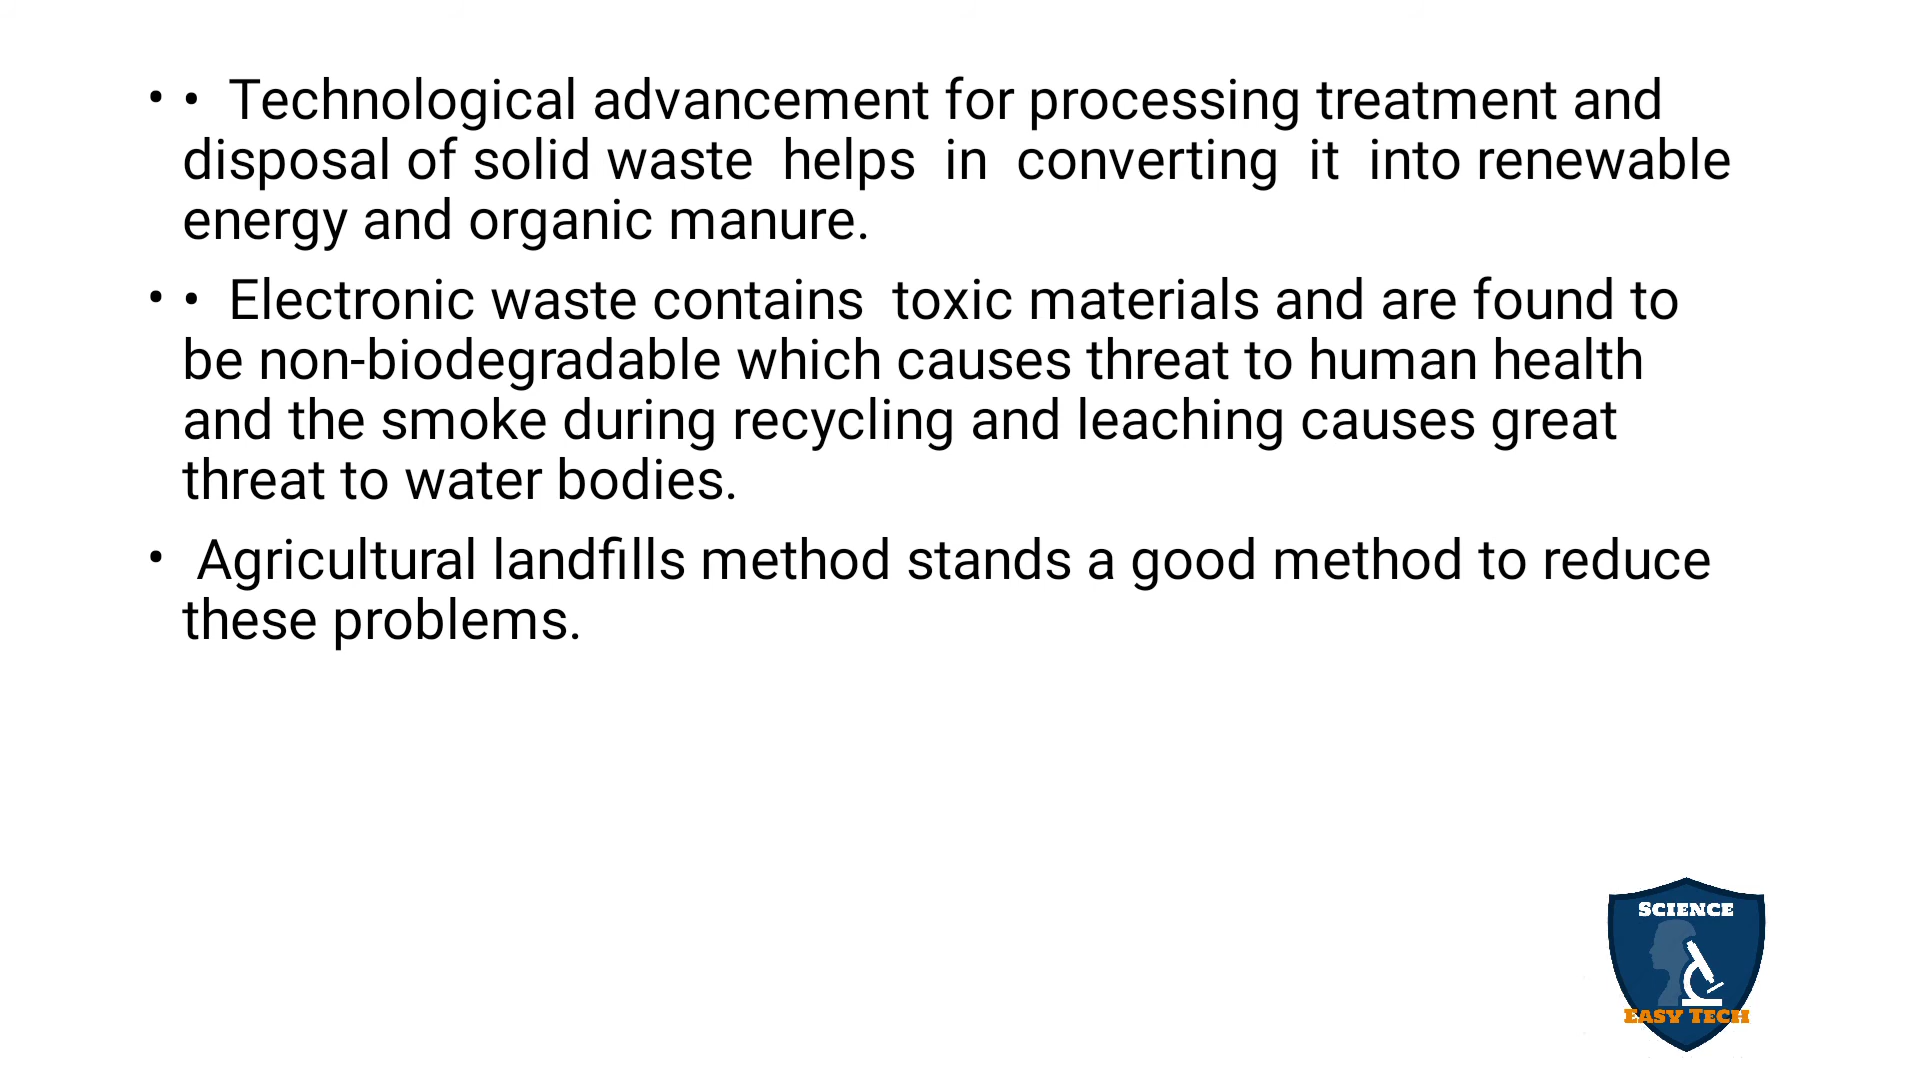 • •  Technological advancement for processing treatment and
disposal of solid waste  helps  in  converting  it  into renewable
energy and organic manure.
• •  Electronic waste contains  toxic materials and are found to
be non-biodegradable which causes threat to human health
and the smoke during recycling and leaching causes great
threat to water bodies.
•  Agricultural landfills method stands a good method to reduce
these problems.
SCIENCE
EASY TECH